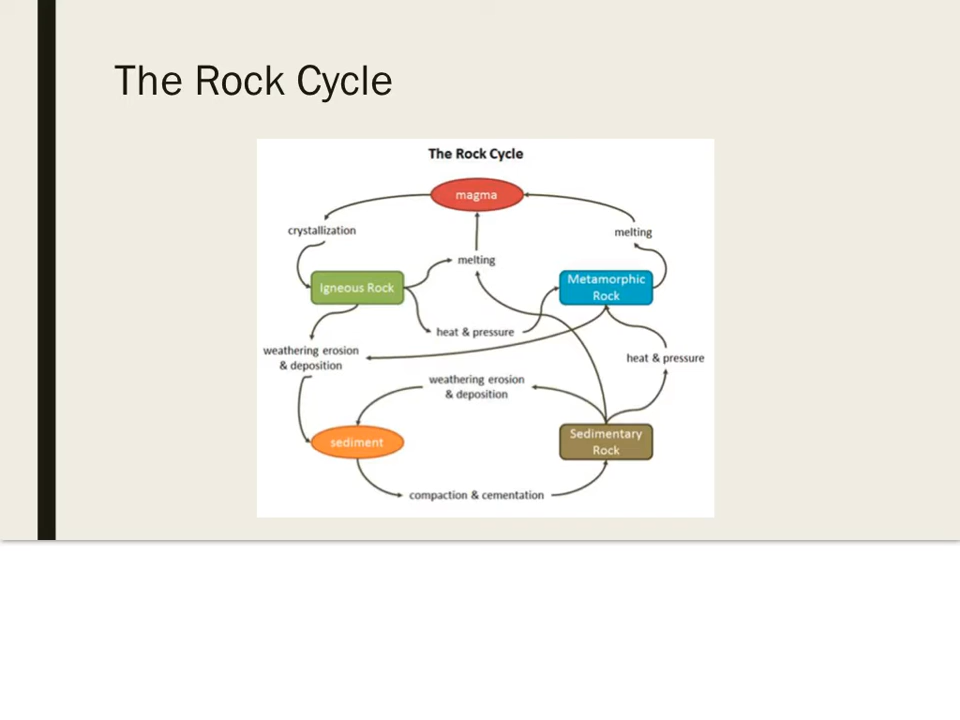 The Rock Cycle
The Rock Cycle
magma
crystallization
melting
melting
Igneous Rock
Metamorphic
Rock
heat & pressure
weathering erosion
& deposition
heat & pressure
weathering erosion
& deposition
sediment
Sedimentary
Rock
compaction & cementation